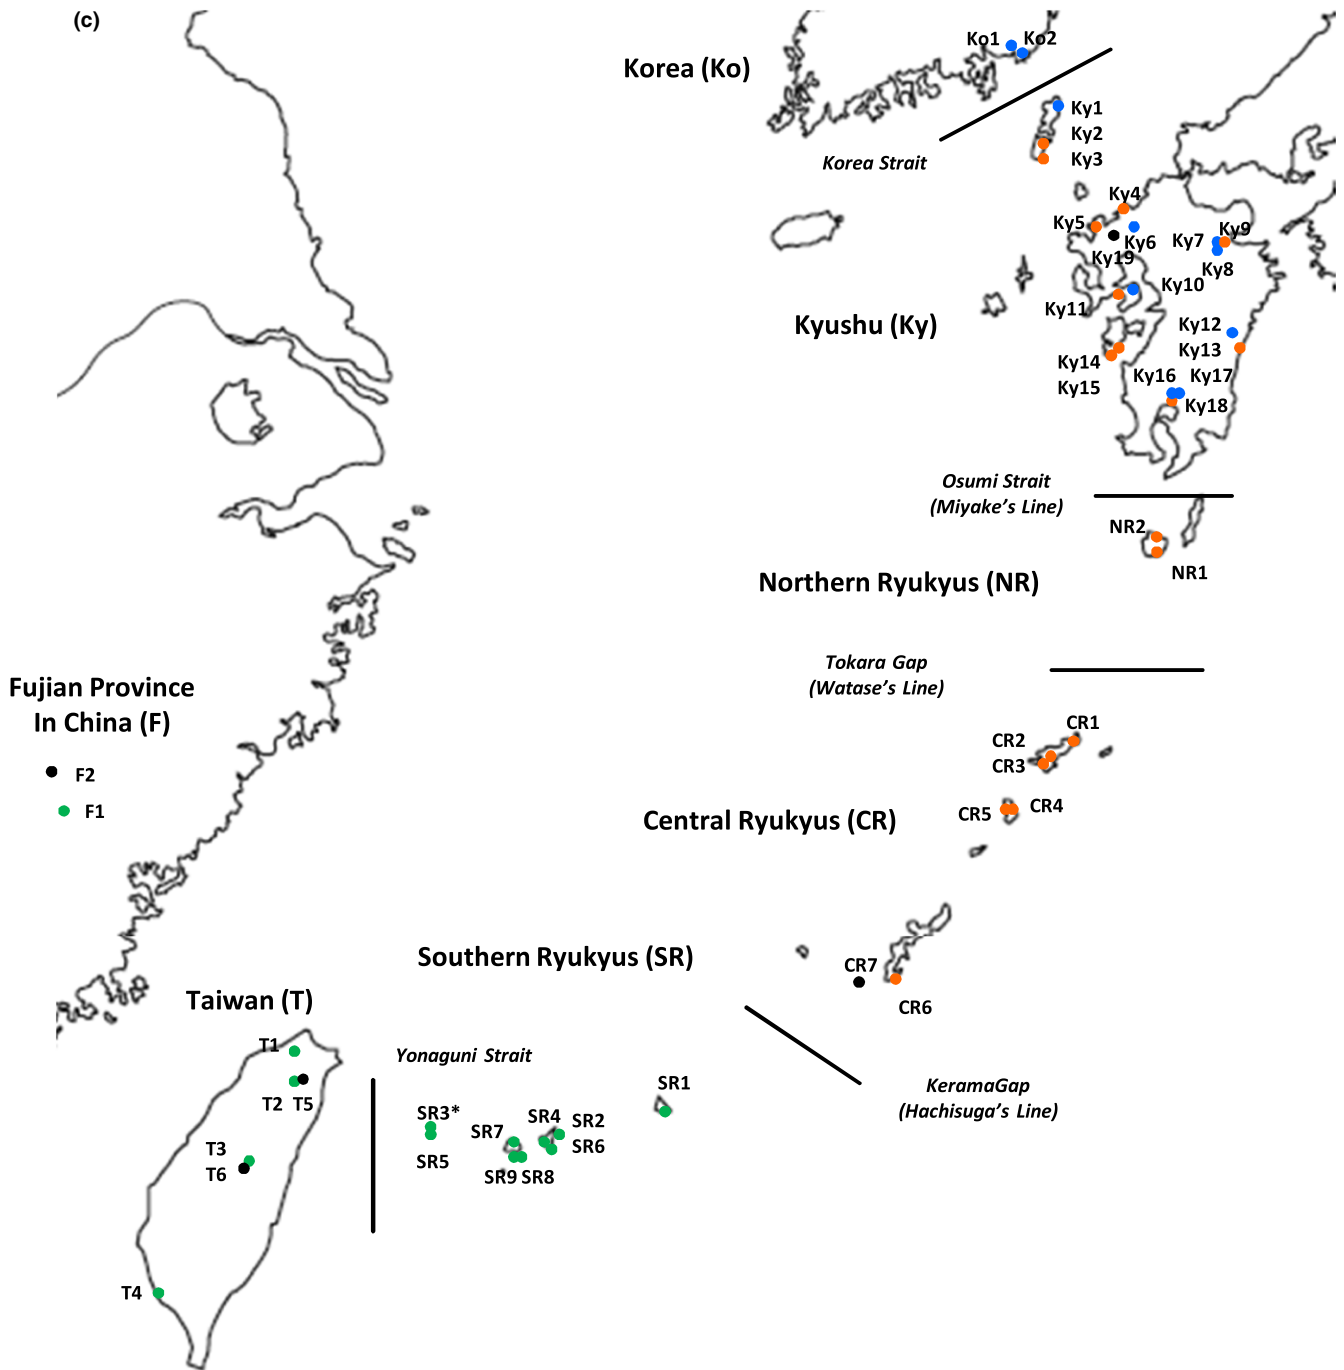 (c)
Ko1 Ko2
Korea (Ko)
Ky1
Ky2
Korea Strait
Ky3
Ky4
Ky5
Ky6
Ky7
Ky9
Ky19
Ky8
Ky10
Ky11
Kyushu (Ky)
Ky12
Ky13
Ky14
Ky16
Ky17
Ky15
Ky18
Osumi Strait
(Miyake's Line)
NR2
NR1
Northern Ryukyus (NR)
Tokara Gap
(Watase's Line)
Fujian Province
In China (F)
F2
F1
CR1
CR2
CR3
CR5
CR4
Central Ryukyus (CR)
Southern Ryukyus (SR)
CR7
CR6
Taiwan (T)
T1
Yonaguni Strait
KeramaGap
(Hachisuga's Line)
T2 T5
SR1
SR3*
SR4
SR2
SR7
SR6
SR5
SR9 SR8
T3
T6
T4